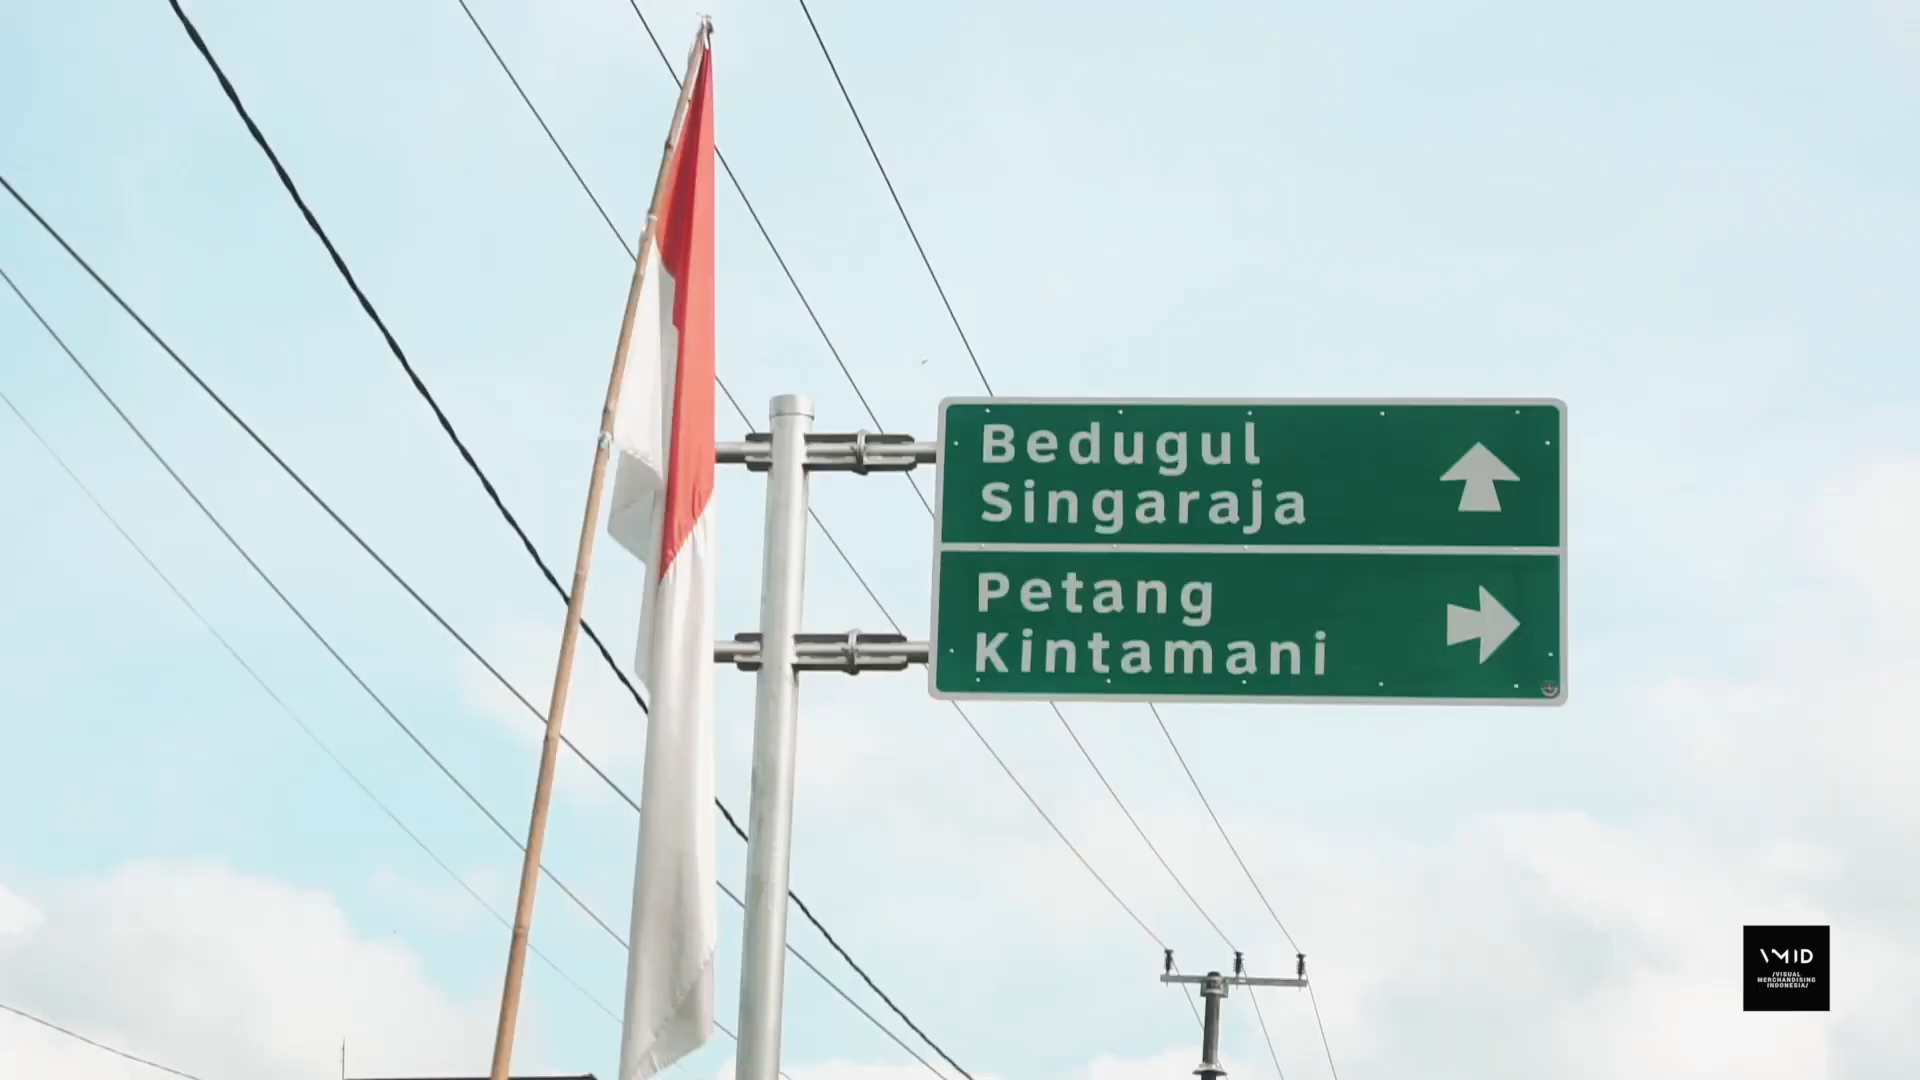 Bedugul
Singaraja
Petang
Kintamani
VMID
/VISUAL
MERCHANDISING
INDONESIA/